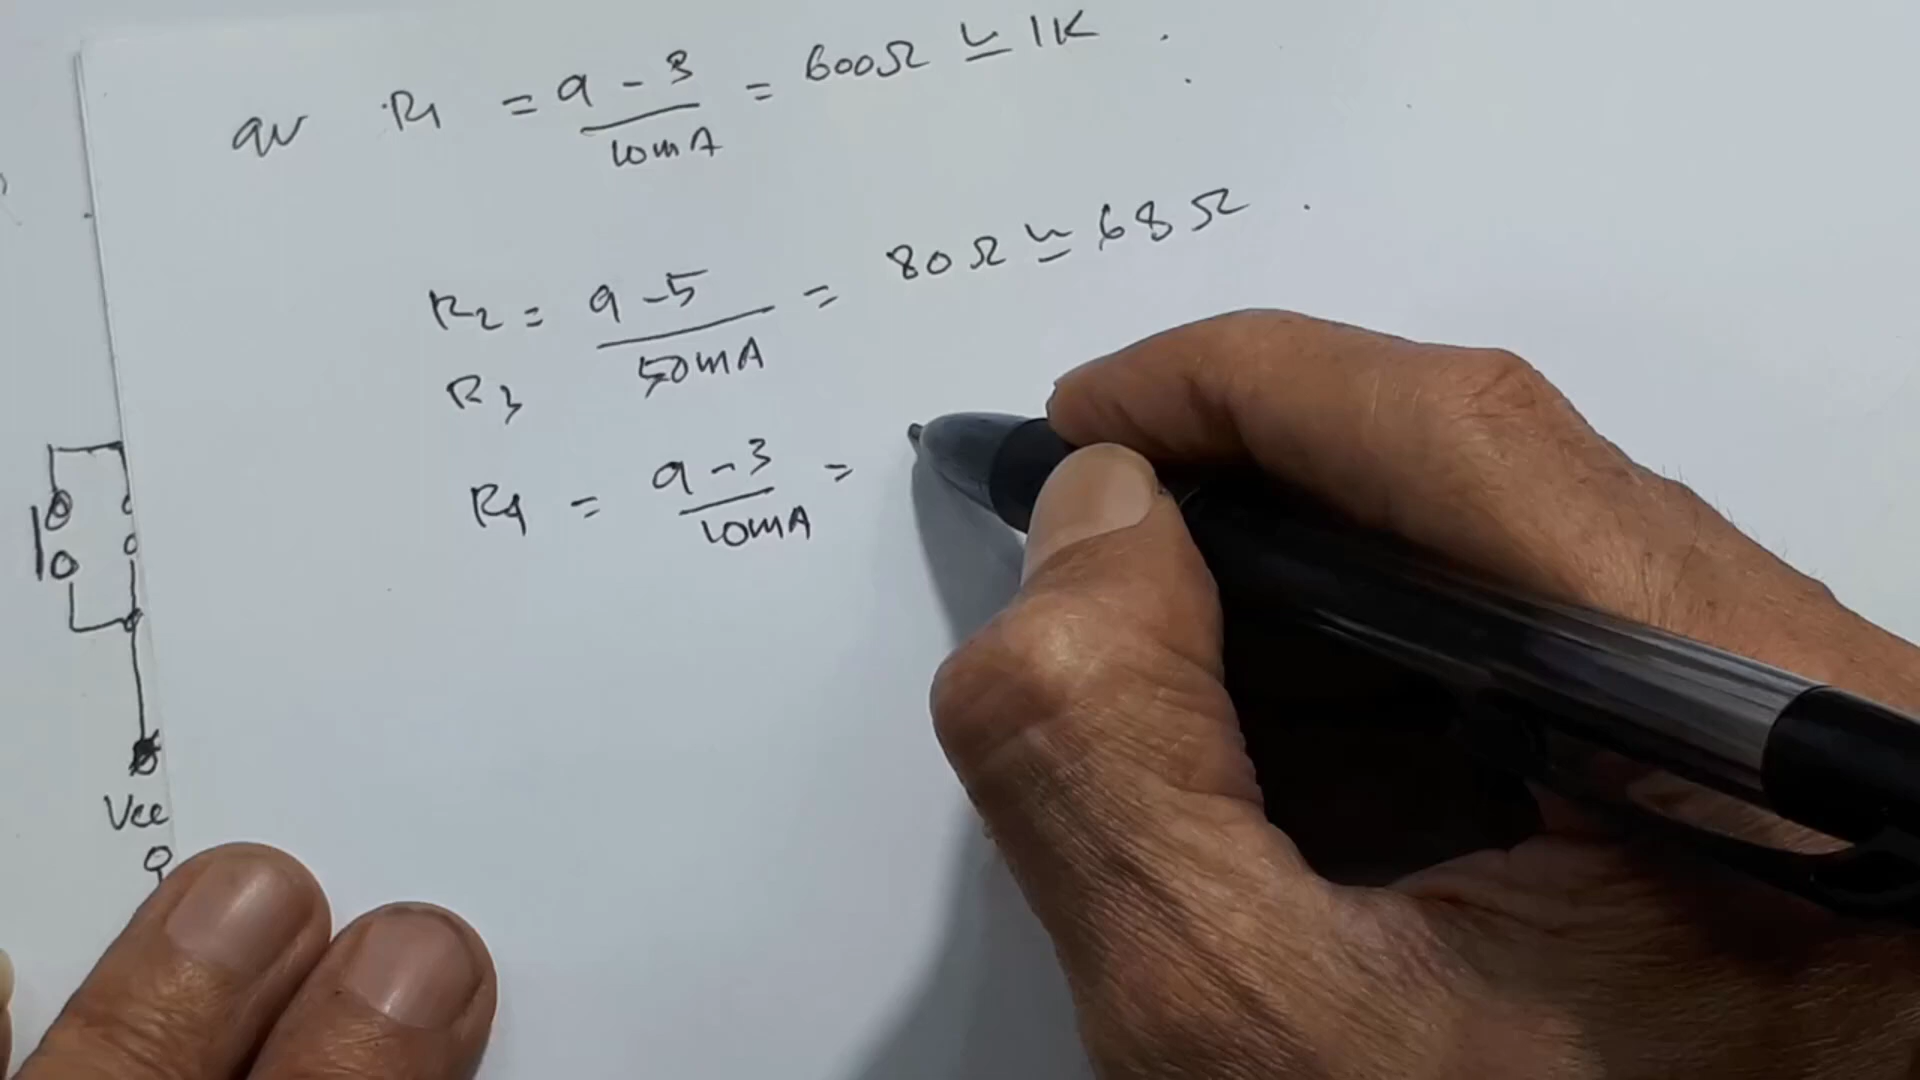 9V R1 = 9 - 3 / 10mA = 600Ω ≃ 1K .
R2 = 9 - 5 / 50mA = 80Ω ≃ 68Ω .
R3
R4 = 9 - 3 / 10mA =
Vcc